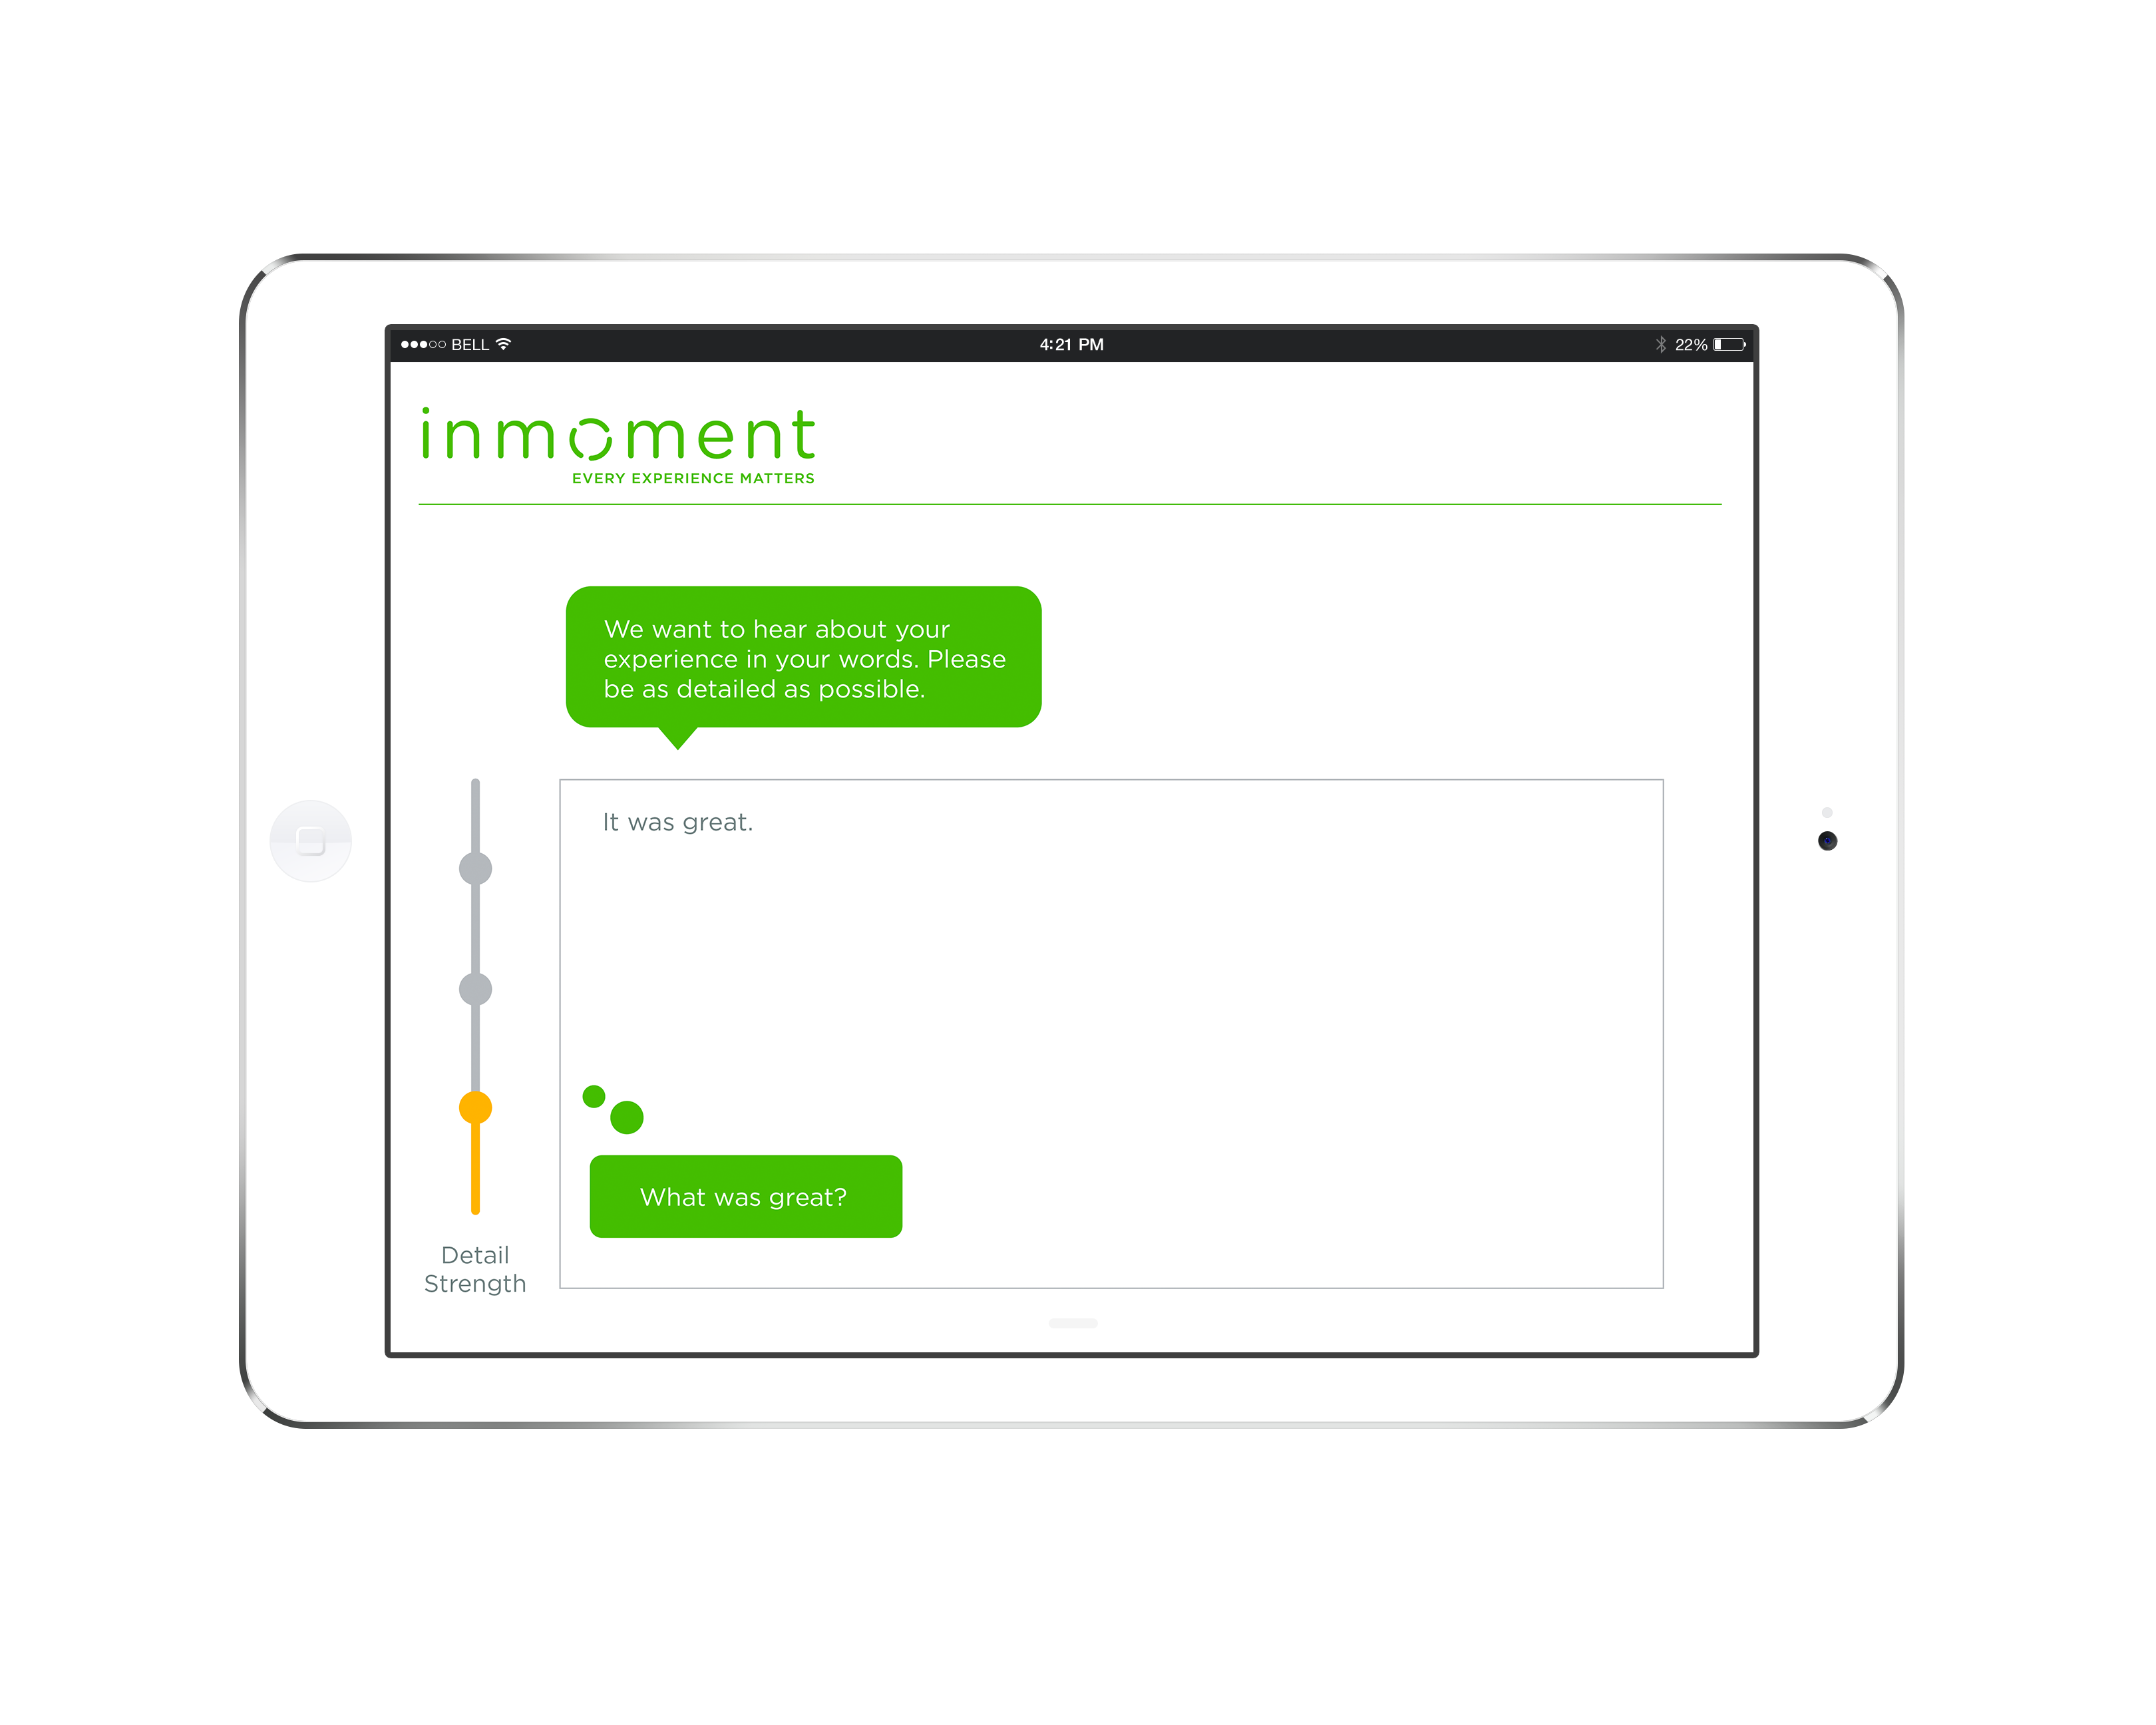 BELL 4:21 PM 22%
inmoment
EVERY EXPERIENCE MATTERS
We want to hear about your
experience in your words. Please
be as detailed as possible.
It was great.
What was great?
Detail
Strength